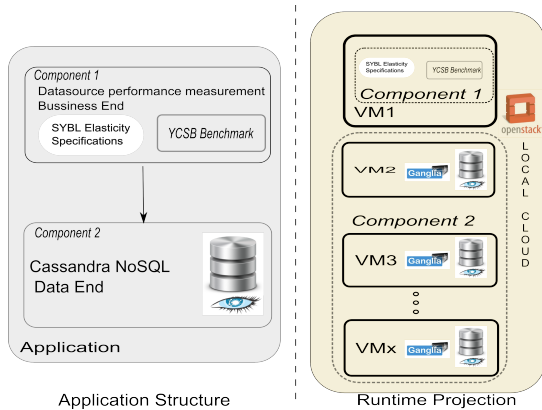 Component 1
Datasource performance measurement
Bussiness End
SYBL Elasticity
Specifications
YCSB Benchmark
Component 2
Cassandra NoSQL
Data End
Application
Application Structure
SYBL Elasticity
Specifications
YCSB Benchmark
Component 1
VM1
openstack
VM2
Ganglia
Component 2
VM3
Ganglia
VMx
Ganglia
LOCAL CLOUD
Runtime Projection